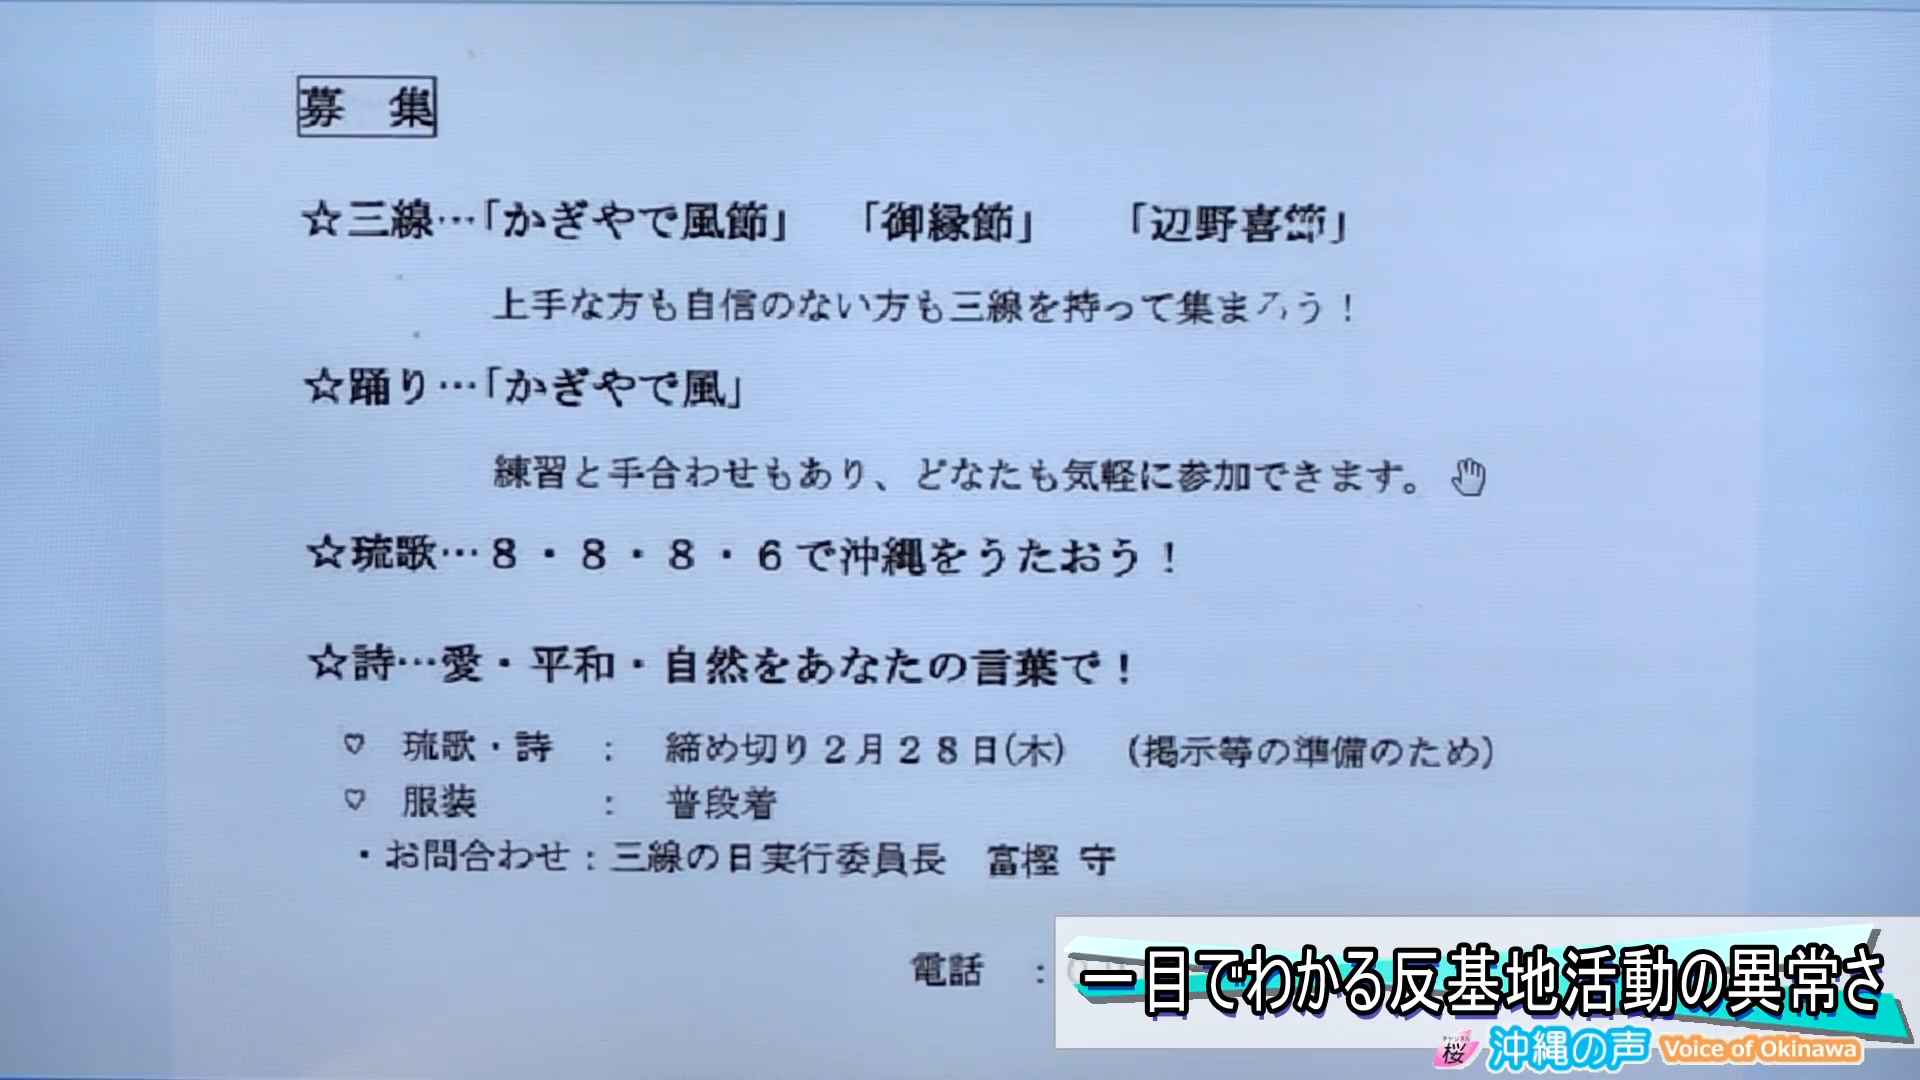 募　集
☆三線…「かぎやで風節」　「御縁節」　「辺野喜節」
上手な方も自信のない方も三線を持って集まろう！
☆踊り…「かぎやで風」
練習と手合わせもあり、どなたも気軽に参加できます。
☆琉歌…８・８・８・６で沖縄をうたおう！
☆詩…愛・平和・自然をあなたの言葉で！
♡　琉歌・詩　：　締め切り２月２８日(木)　(掲示等の準備のため)
♡　服装　：　普段着
・お問合わせ：三線の日実行委員長　富樫 守
電話　：
一目でわかる反基地活動の異常さ
チャンネル桜 沖縄の声 Voice of Okinawa